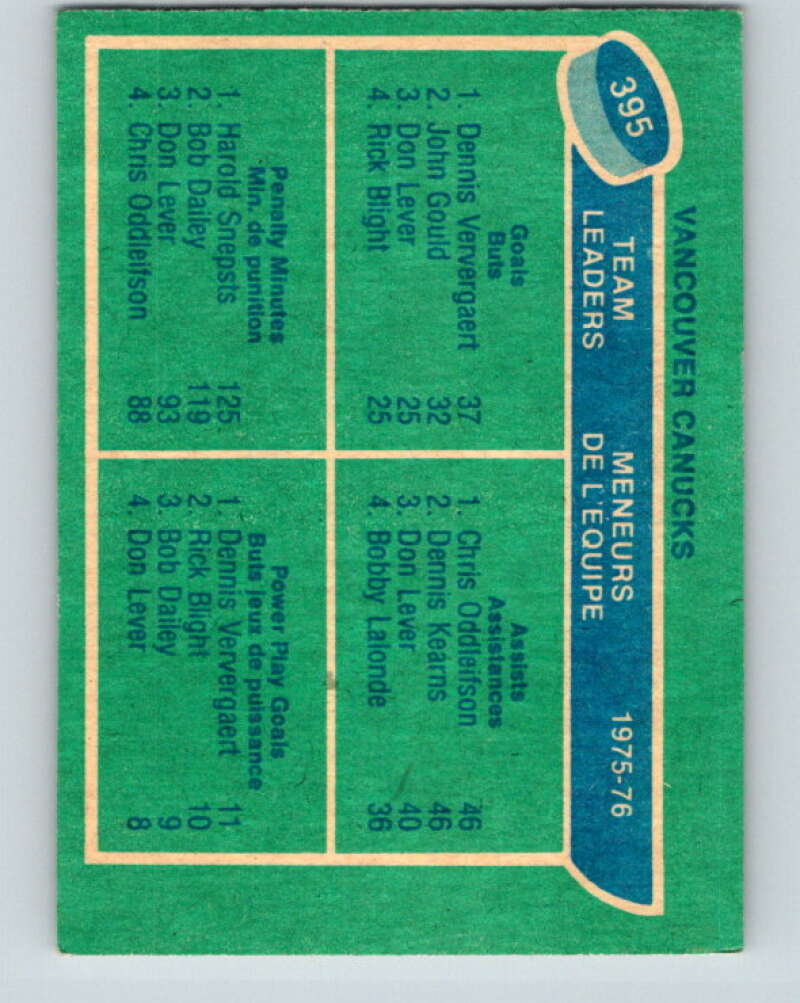 VANCOUVER CANUCKS
395
TEAM LEADERS
MENEURS DE L'EQUIPE
1975-76
Goals
Buts
1. Dennis Ververgaert 37
2. John Gould 32
3. Don Lever 25
4. Rick Blight 25
Assists
Assistances
1. Chris Oddleifson 46
2. Dennis Kearns 46
3. Don Lever 40
4. Bobby Lalonde 36
Penalty Minutes
Min. de punition
1. Harold Snepsts 125
2. Bob Dailey 119
3. Don Lever 93
4. Chris Oddleifson 88
Power Play Goals
Buts jeux de puissance
1. Dennis Ververgaert 11
2. Rick Blight 10
3. Bob Dailey 9
4. Don Lever 8